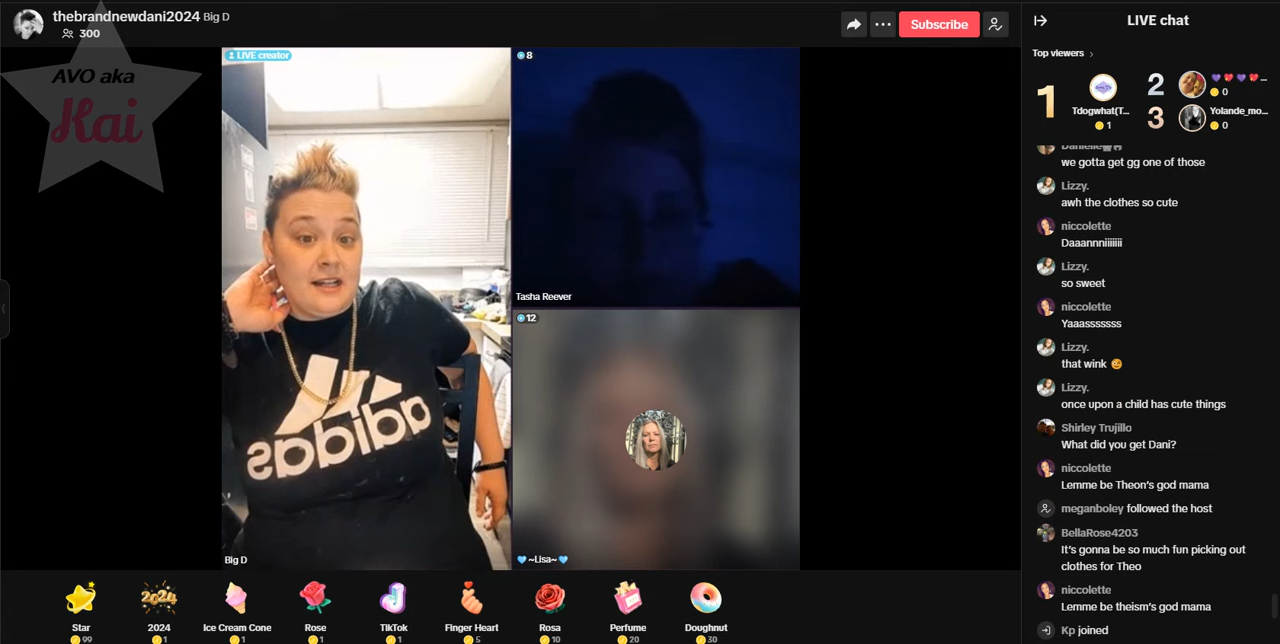 thebrandnewdani2024 Big D
300
Subscribe
AVO aka
Kai
LIVE creator
adidas
Big D
8
Tasha Reever
12
~Lisa~
LIVE chat
Top viewers
1
Tdogwhat(T...
1
2
...
0
3
Yolande_mo...
0
Danielle
we gotta get gg one of those
Lizzy.
awh the clothes so cute
niccolette
Daaannniiiiiii
Lizzy.
so sweet
niccolette
Yaaasssssss
Lizzy.
that wink
Lizzy.
once upon a child has cute things
Shirley Trujillo
What did you get Dani?
niccolette
Lemme be Theon's god mama
meganboley followed the host
BellaRose4203
It's gonna be so much fun picking out
clothes for Theo
niccolette
Lemme be theism's god mama
Kp joined
Star
99
2024
2024
1
Ice Cream Cone
1
Rose
1
TikTok
1
Finger Heart
5
Rosa
10
Perfume
20
Doughnut
30